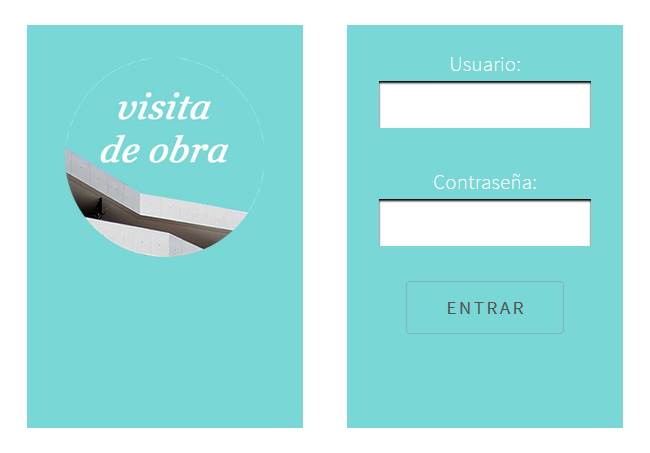 visita
de obra
Usuario:
Contraseña:
ENTRAR